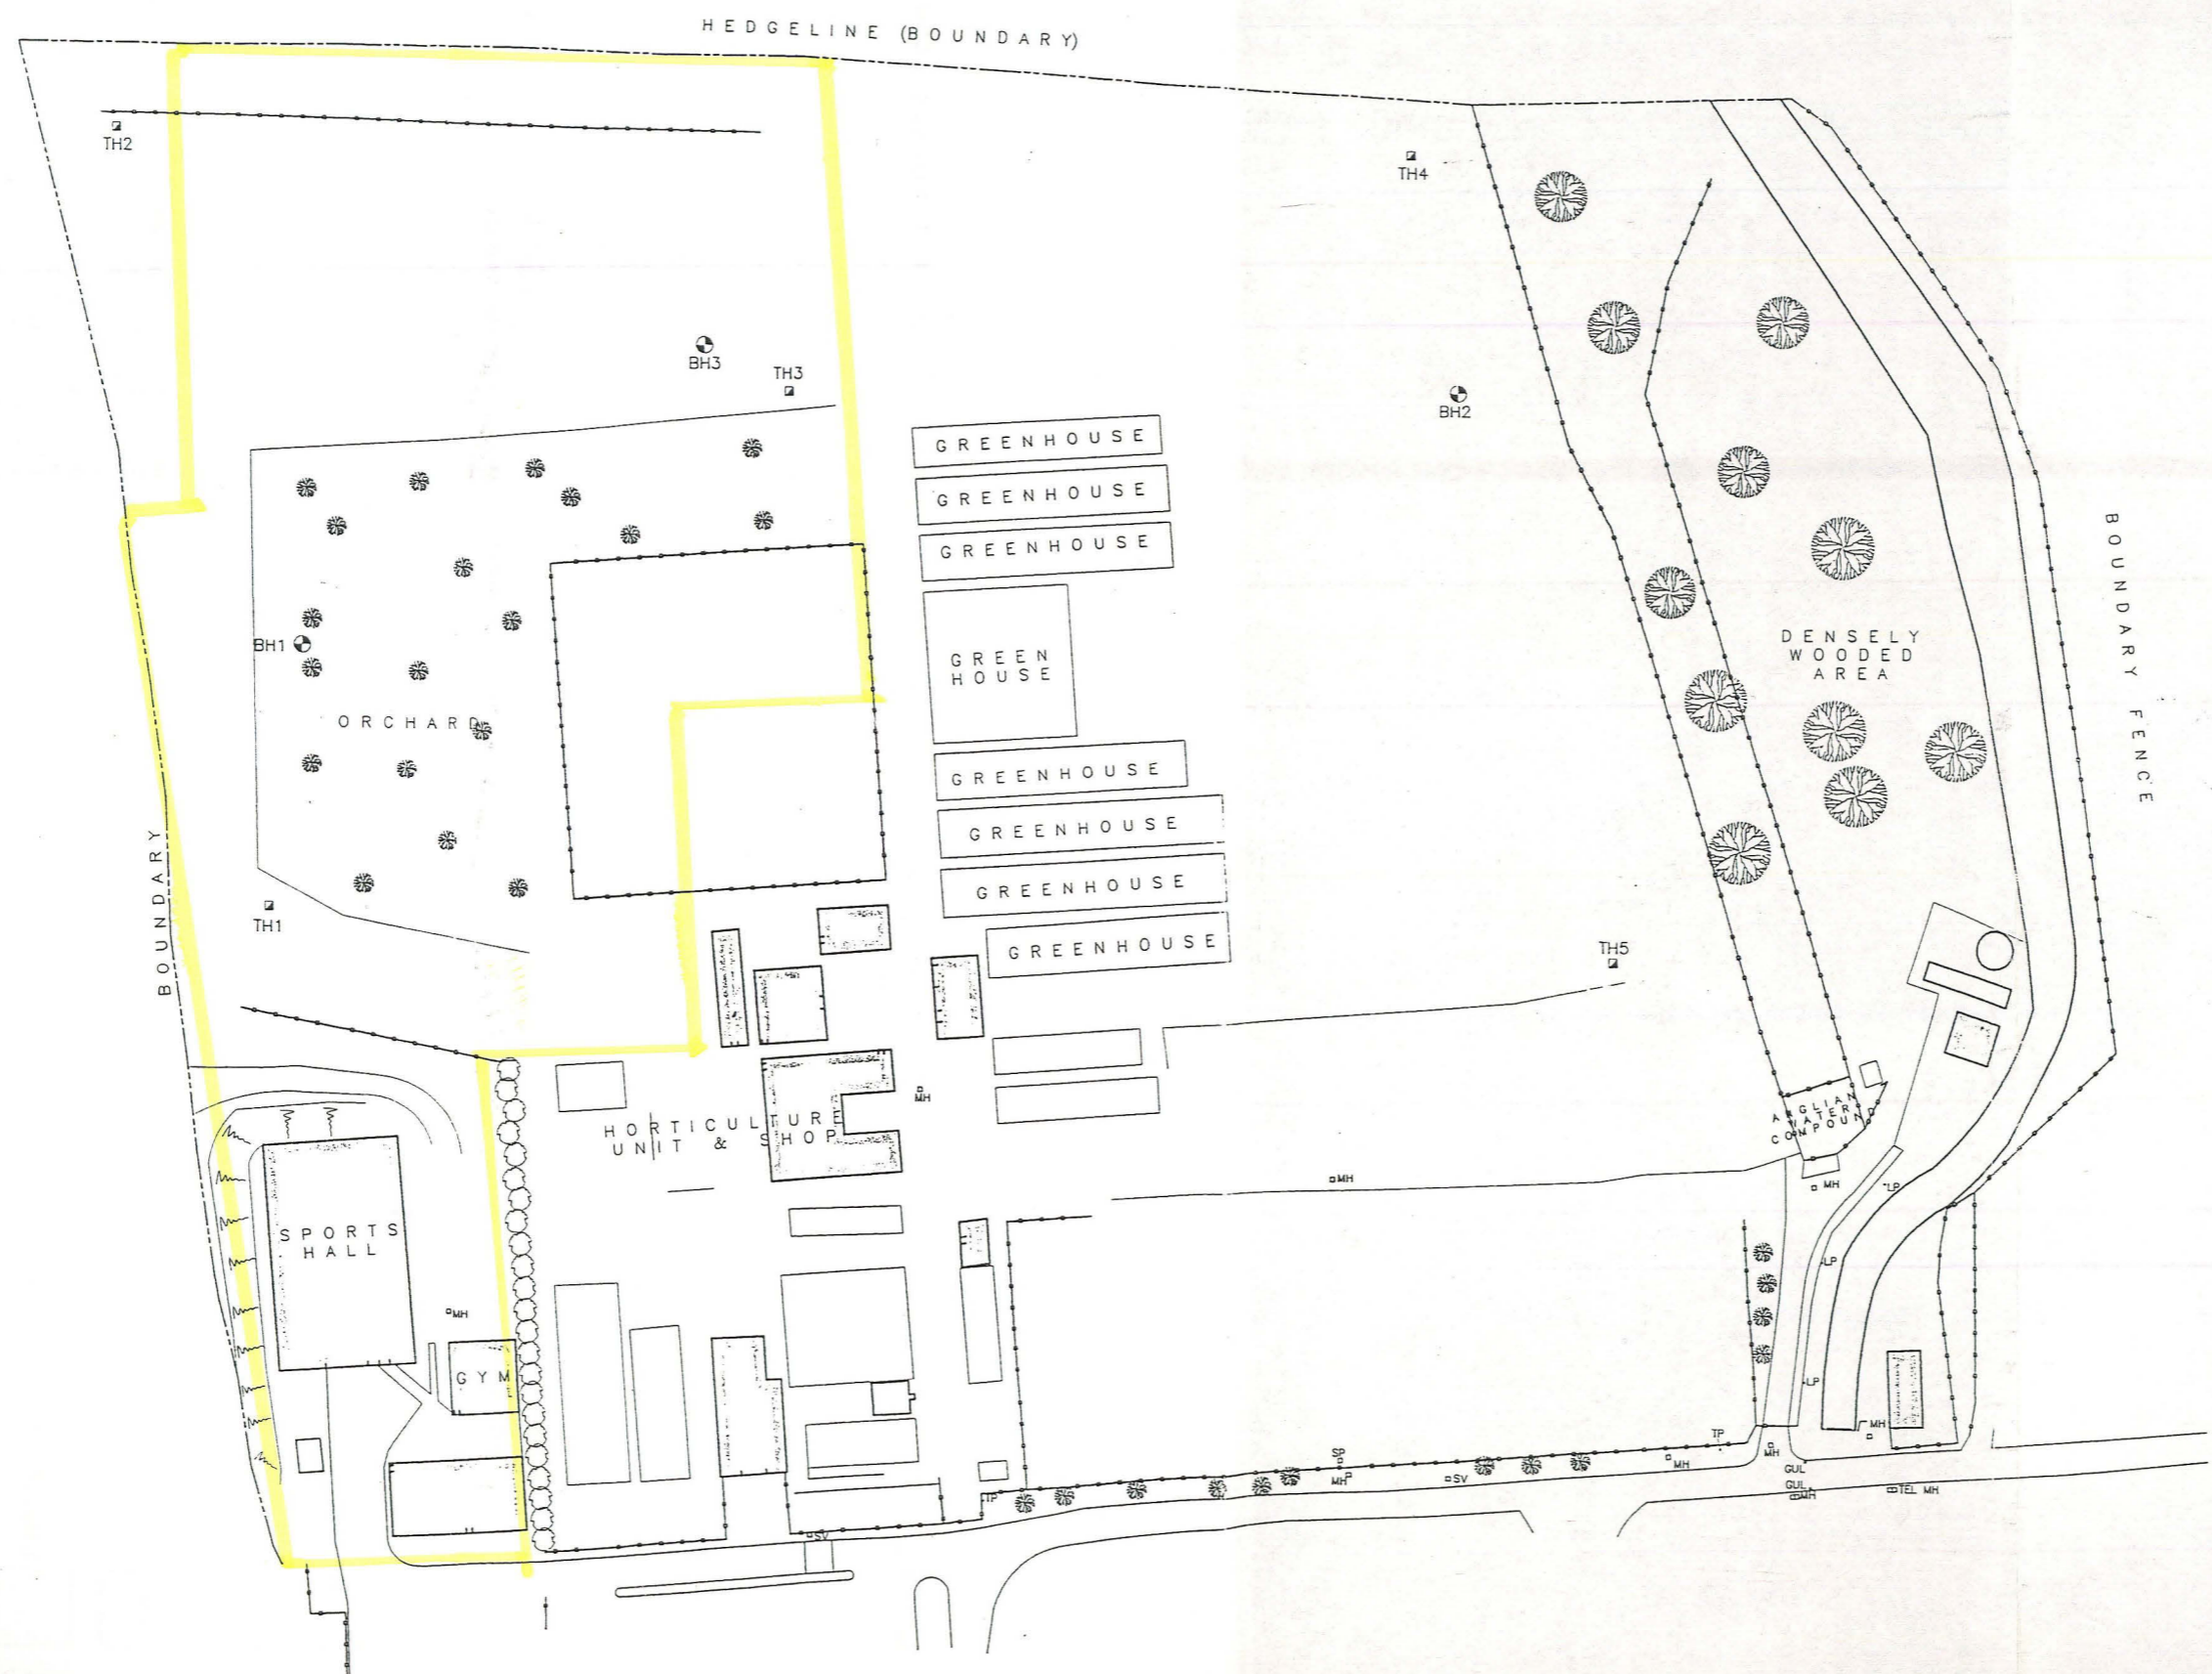 HEDGELINE (BOUNDARY)
TH2
TH4
BH3
TH3
BH2
GREENHOUSE
GREENHOUSE
GREENHOUSE
GREEN
HOUSE
BOUNDARY FENCE
DENSELY
WOODED
AREA
BH1
ORCHARD
GREENHOUSE
GREENHOUSE
GREENHOUSE
GREENHOUSE
BOUNDARY
TH1
TH5
MH
HORTICULTURE
UNIT & SHOP
ANGLIAN
WATER
COMPOUND
MH
MH
LP
SPORTS
HALL
LP
MH
GYM
LP
MH
TP
SP
MH
MH
SV
MH
GUL
GUL
MH
TEL MH
TP
SV